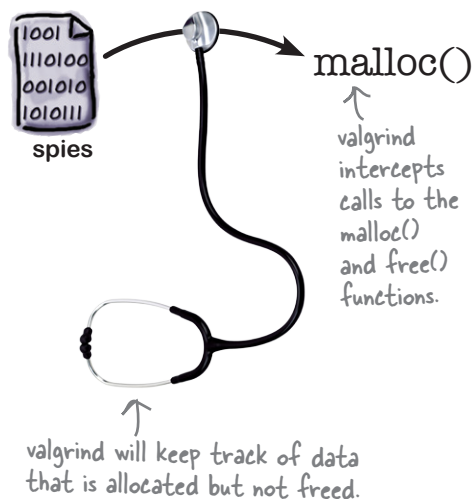 1001
1110100
001010
1010111
spies
malloc()
valgrind
intercepts
calls to the
malloc()
and free()
functions.
valgrind will keep track of data
that is allocated but not freed.